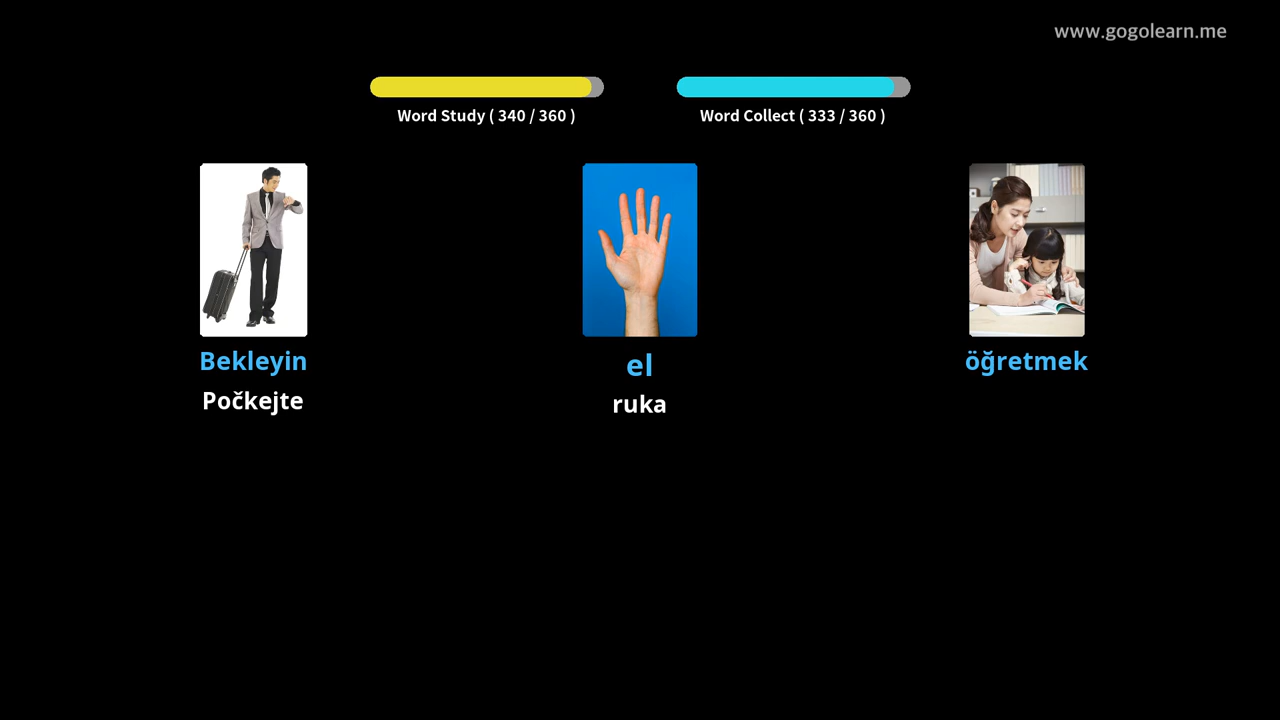 www.gogolearn.me
Word Study ( 340 / 360 )
Word Collect ( 333 / 360 )
Bekleyin
Počkejte
el
ruka
öğretmek